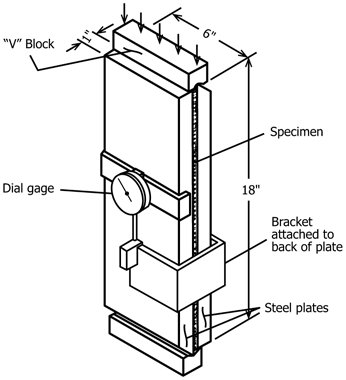 1"
6"
"V" Block
Specimen
Dial gage
18"
Bracket
attached to
back of plate
Steel plates